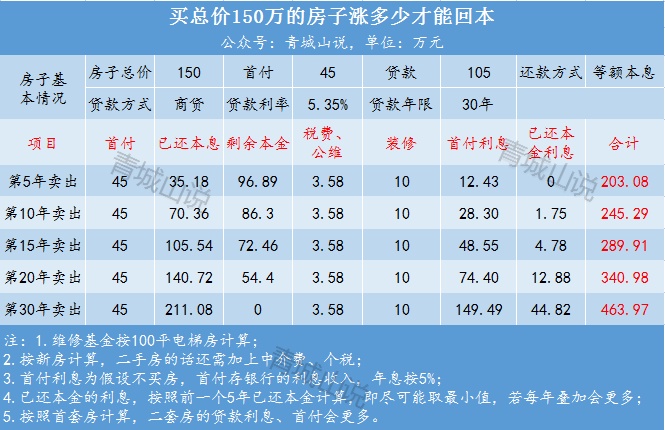 买总价150万的房子涨多少才能回本
公众号：青城山说，单位：万元
房子基本情况 房子总价 150 首付 45 贷款 105 还款方式 等额本息
贷款方式 商贷 贷款利率 5.35% 贷款年限 30年
项目 首付 已还本息 剩余本金 税费、公维 装修 首付利息 已还本金利息 合计
第5年卖出 45 35.18 96.89 3.58 10 12.43 0 203.08
第10年卖出 45 70.36 86.3 3.58 10 28.30 1.75 245.29
第15年卖出 45 105.54 72.46 3.58 10 48.55 4.78 289.91
第20年卖出 45 140.72 54.4 3.58 10 74.40 12.88 340.98
第30年卖出 45 211.08 0 3.58 10 149.49 44.82 463.97
注：1.维修基金按100平电梯房计算；
2.按新房计算，二手房的话还需加上中介费、个税；
3.首付利息为假设不买房，首付存银行的利息收入，年息按5%；
4.已还本金的利息，按照前一个5年已还本金计算，即尽可能取最小值，若每年叠加会更多；
5.按照首套房计算，二套房的贷款利息、首付会更多。
青城山说
青城山说
青城山说